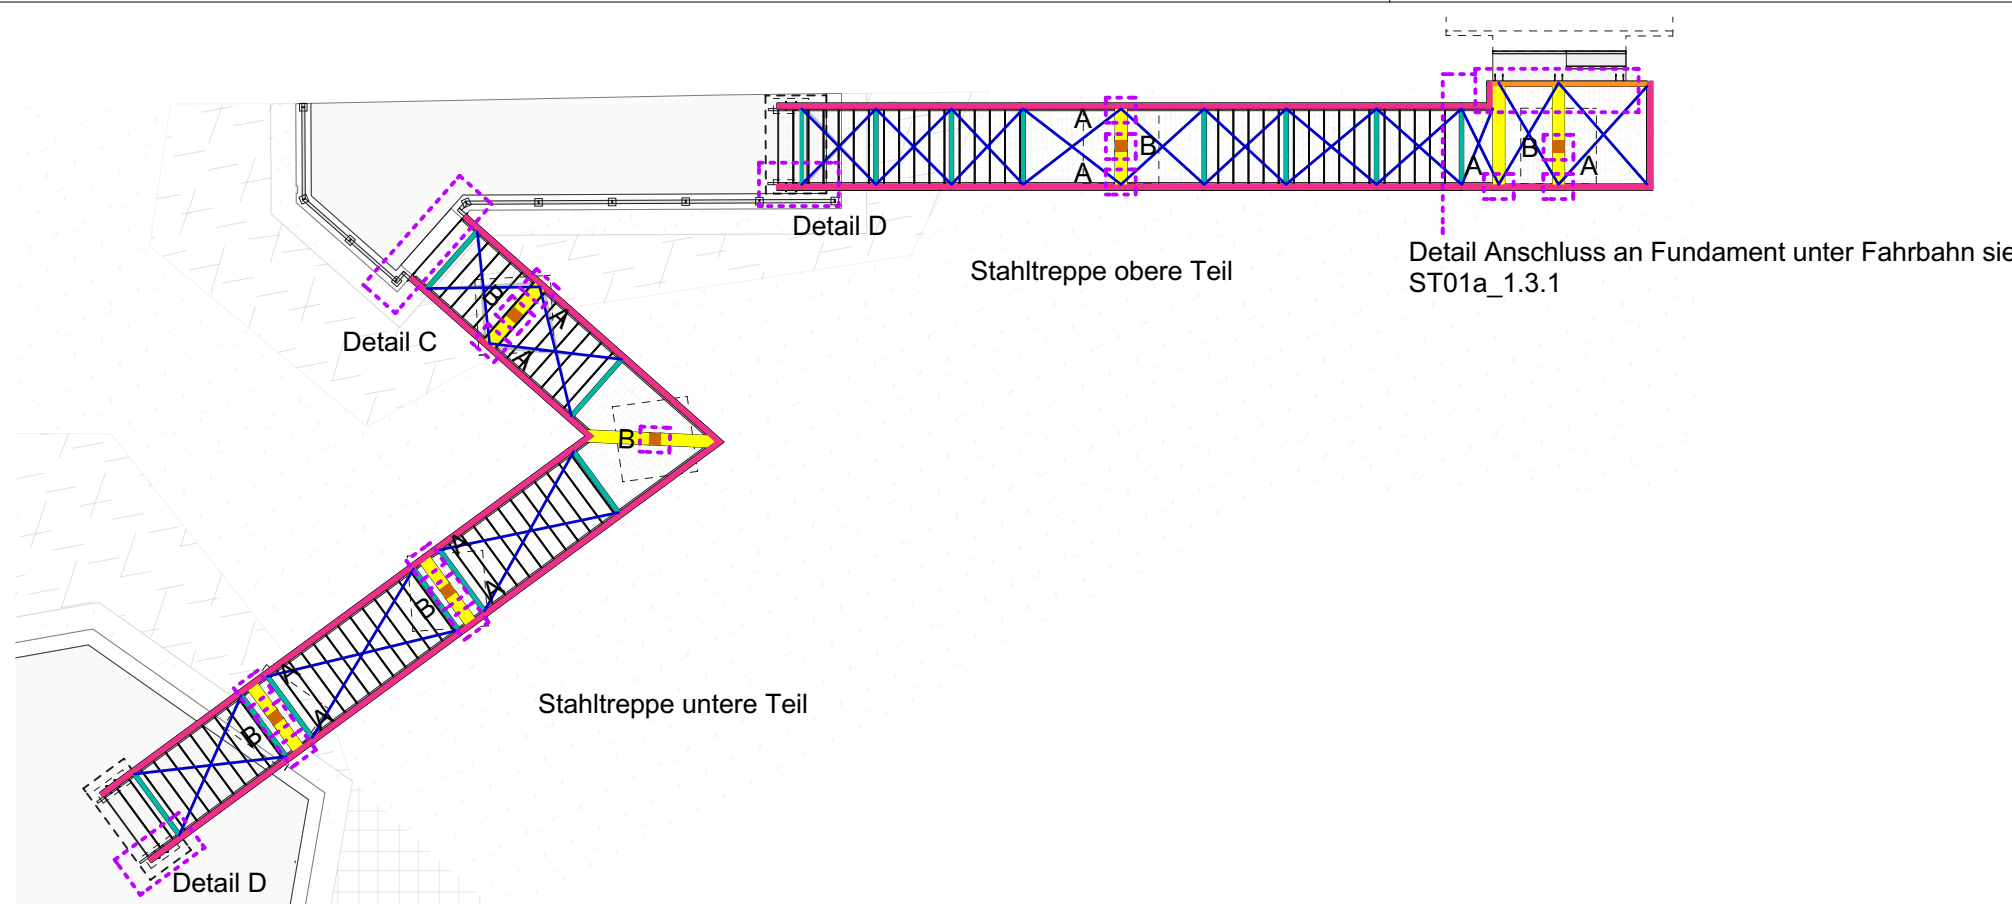 A
B
A
A
B
A
Detail D
Detail Anschluss an Fundament unter Fahrbahn sie
ST01a_1.3.1
Stahltreppe obere Teil
B
A
A
Detail C
B
A
A
B
A
A
B
Stahltreppe untere Teil
Detail D